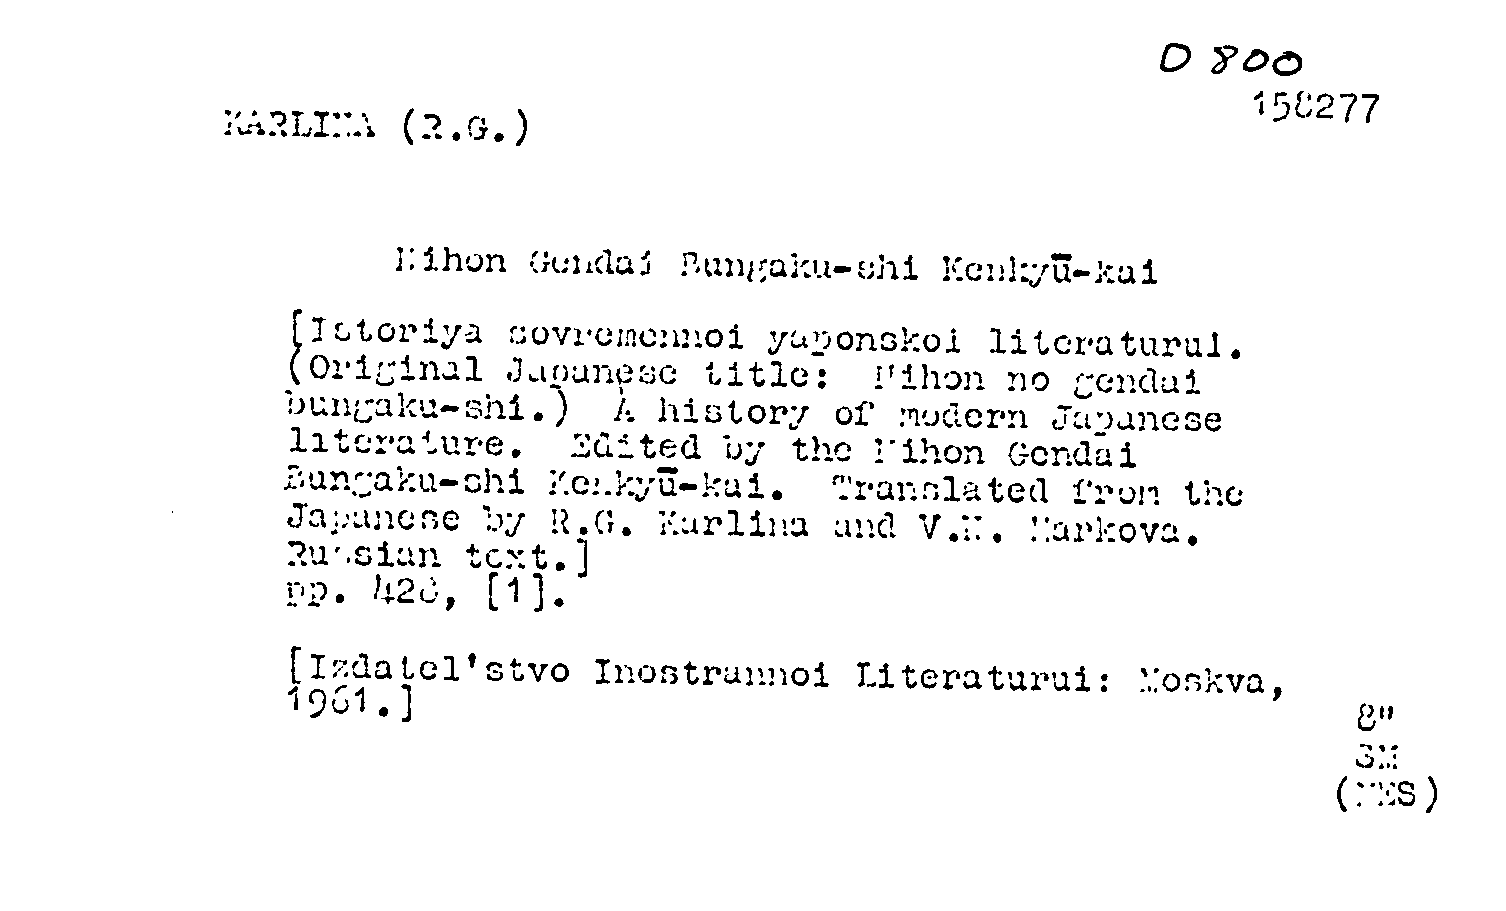 D 800
158277
KARLINA (R.G.)
Nihon Gendai Bungaku-shi Kenkyū-kai
[Istoriya sovremennoi yaponskoi literaturui.
(Original Japanese title: Nihon no gendai
bungaku-shi.) A history of modern Japanese
literature. Edited by the Nihon Gendai
Bungaku-shi Kenkyū-kai. Translated from the
Japanese by R.G. Karlina and V.N. Markova.
Russian text.]
pp. 428, [1].
[Izdatel'stvo Inostrannoi Literaturui: Moskva,
1961.]
8"
SM